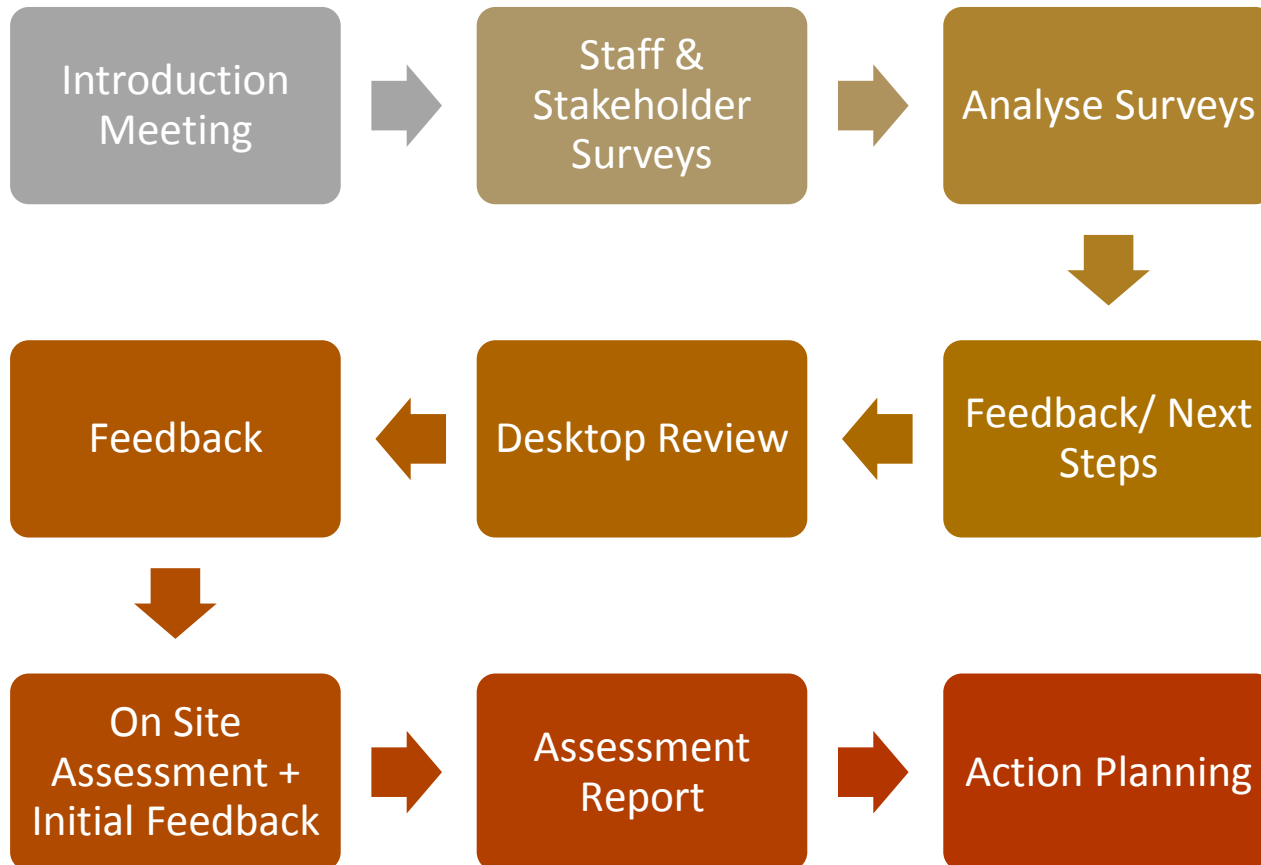 Introduction
Meeting
Staff &
Stakeholder
Surveys
Analyse Surveys
Feedback/ Next
Steps
Desktop Review
Feedback
On Site
Assessment +
Initial Feedback
Assessment
Report
Action Planning